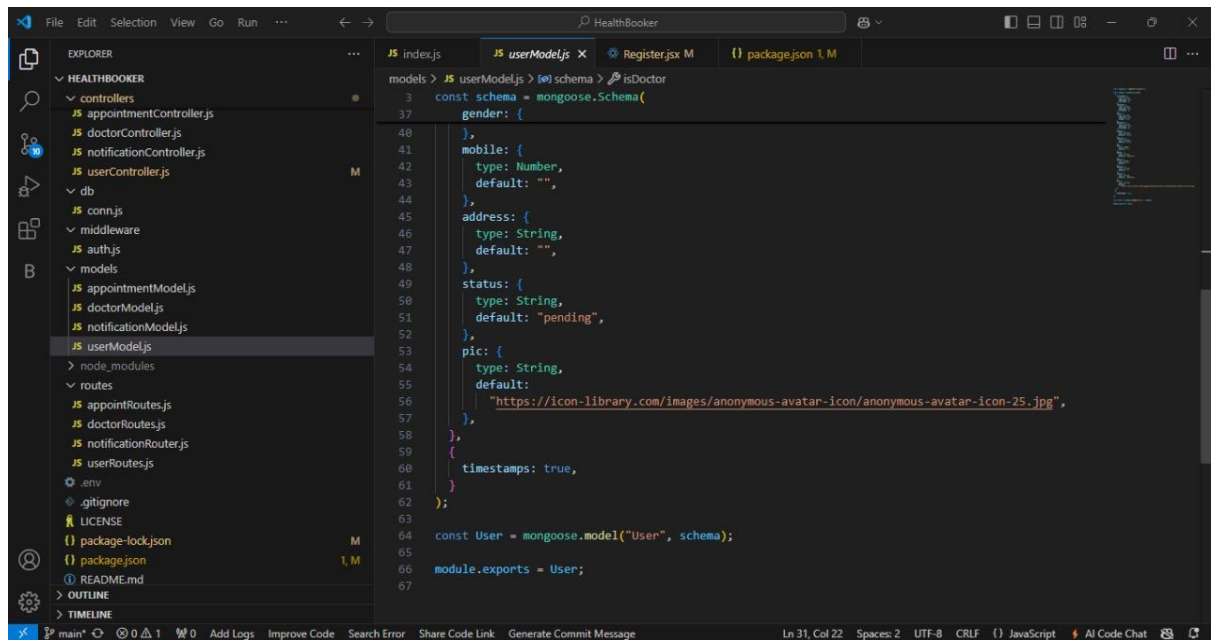 File Edit Selection View Go Run ··· HealthBooker
EXPLORER
HEALTHBOOKER
controllers
JS appointmentController.js
JS doctorController.js
JS notificationController.js
JS userController.js M
db
JS conn.js
middleware
JS auth.js
models
JS appointmentModel.js
JS doctorModel.js
JS notificationModel.js
JS userModel.js
node_modules
routes
JS appointRoutes.js
JS doctorRoutes.js
JS notificationRouter.js
JS userRoutes.js
.env
.gitignore
LICENSE
{} package-lock.json M
{} package.json 1, M
README.md
OUTLINE
TIMELINE
10
B
JS index.js JS userModel.js Register.jsx M {} package.json 1, M
models > JS userModel.js > schema > isDoctor
3 const schema = mongoose.Schema(
37 gender: {
40 },
41 mobile: {
42 type: Number,
43 default: "",
44 },
45 address: {
46 type: String,
47 default: "",
48 },
49 status: {
50 type: String,
51 default: "pending",
52 },
53 pic: {
54 type: String,
55 default:
56 "https://icon-library.com/images/anonymous-avatar-icon/anonymous-avatar-icon-25.jpg",
57 },
58 },
59 {
60 timestamps: true,
61 }
62 );
63
64 const User = mongoose.model("User", schema);
65
66 module.exports = User;
67
main* 0 1 0 Add Logs Improve Code Search Error Share Code Link Generate Commit Message Ln 31, Col 22 Spaces: 2 UTF-8 CRLF {} JavaScript AI Code Chat